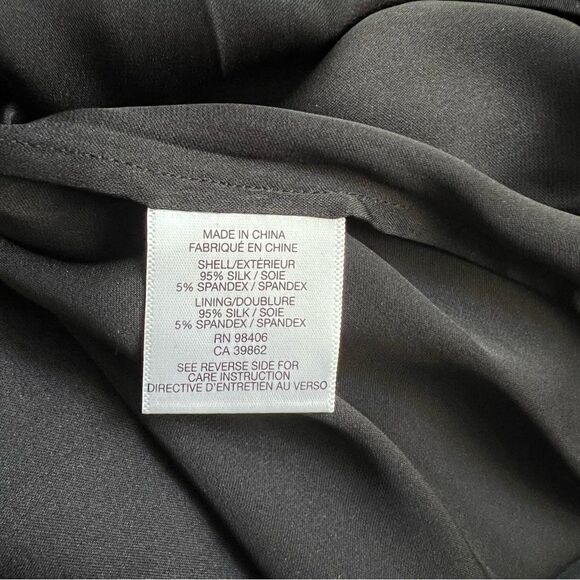 MADE IN CHINA
FABRIQUÉ EN CHINE
SHELL/EXTÉRIEUR
95% SILK / SOIE
5% SPANDEX / SPANDEX
LINING/DOUBLURE
95% SILK / SOIE
5% SPANDEX / SPANDEX
RN 98406
CA 39862
SEE REVERSE SIDE FOR
CARE INSTRUCTION
DIRECTIVE D'ENTRETIEN AU VERSO